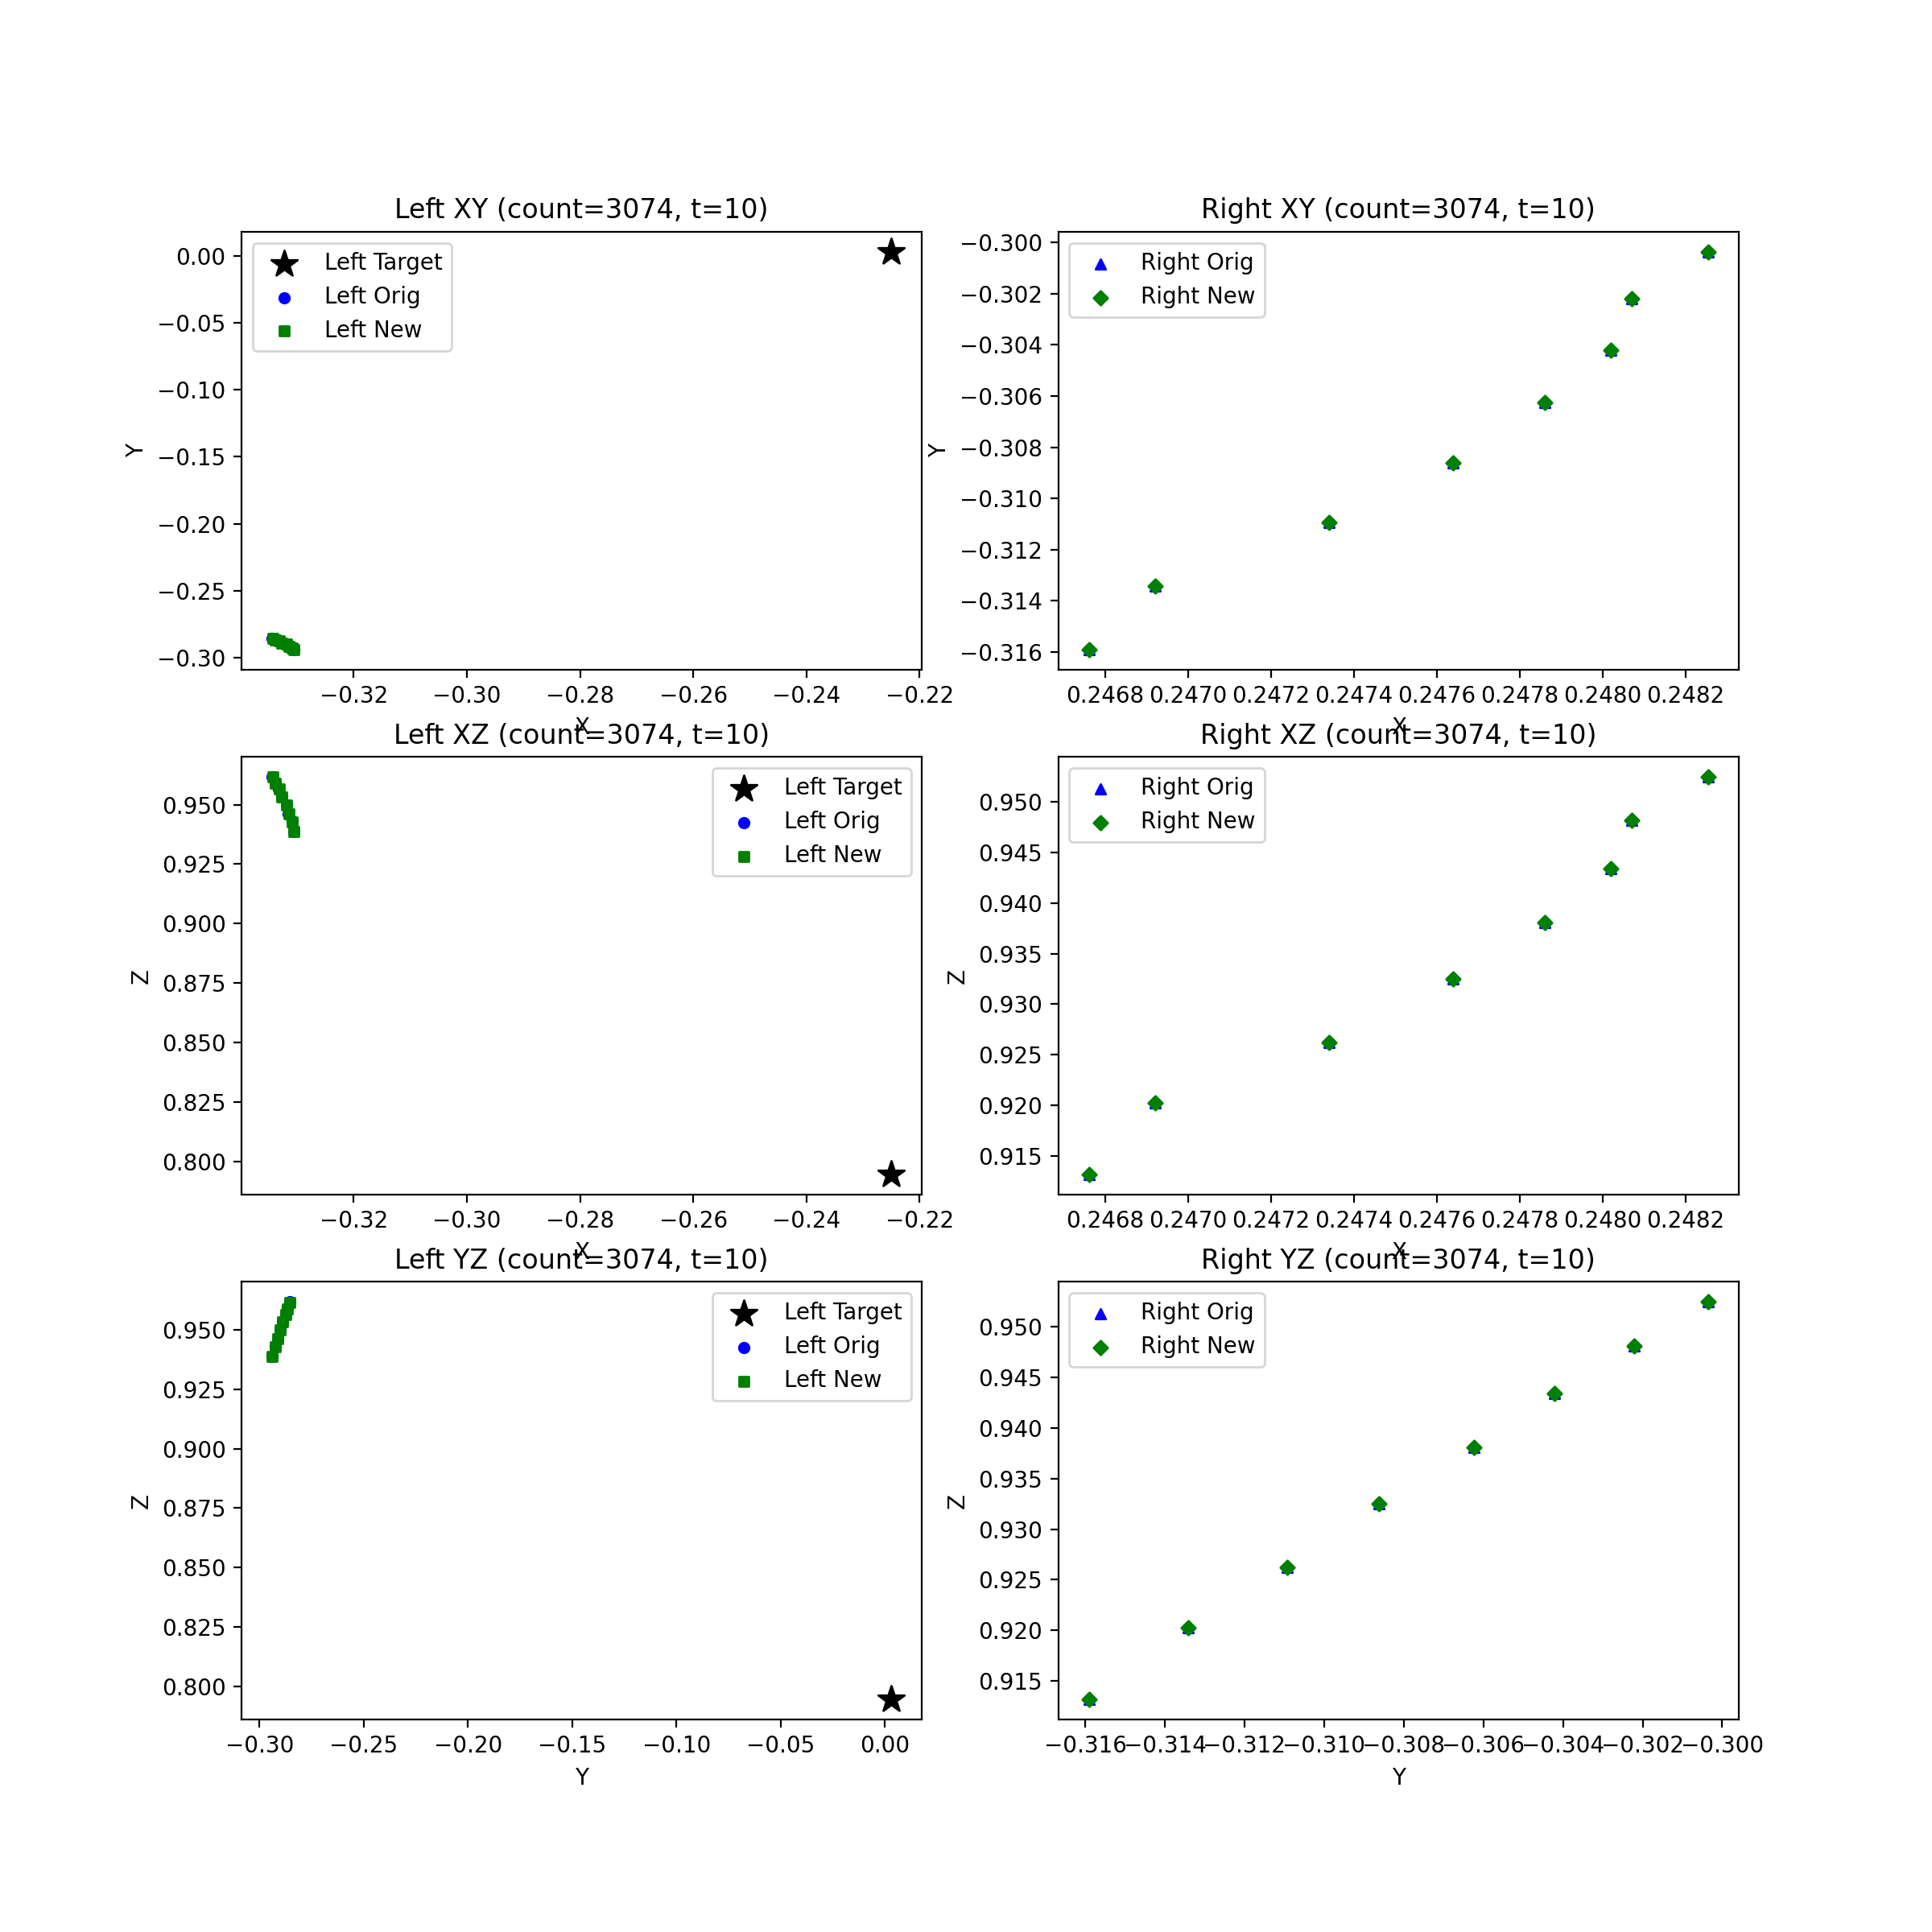 Left XY (count=3074, t=10)
Left Target
Left Orig
Left New
0.00
−0.05
−0.10
−0.15
−0.20
−0.25
−0.30
Y
−0.32
−0.30
−0.28
−0.26
−0.24
−0.22
X
Right XY (count=3074, t=10)
Right Orig
Right New
−0.300
−0.302
−0.304
−0.306
−0.308
−0.310
−0.312
−0.314
−0.316
Y
0.2468
0.2470
0.2472
0.2474
0.2476
0.2478
0.2480
0.2482
X
Left XZ (count=3074, t=10)
Left Target
Left Orig
Left New
0.950
0.925
0.900
0.875
0.850
0.825
0.800
Z
−0.32
−0.30
−0.28
−0.26
−0.24
−0.22
X
Right XZ (count=3074, t=10)
Right Orig
Right New
0.950
0.945
0.940
0.935
0.930
0.925
0.920
0.915
Z
0.2468
0.2470
0.2472
0.2474
0.2476
0.2478
0.2480
0.2482
X
Left YZ (count=3074, t=10)
Left Target
Left Orig
Left New
0.950
0.925
0.900
0.875
0.850
0.825
0.800
Z
−0.30
−0.25
−0.20
−0.15
−0.10
−0.05
0.00
Y
Right YZ (count=3074, t=10)
Right Orig
Right New
0.950
0.945
0.940
0.935
0.930
0.925
0.920
0.915
Z
−0.316
−0.314
−0.312
−0.310
−0.308
−0.306
−0.304
−0.302
−0.300
Y